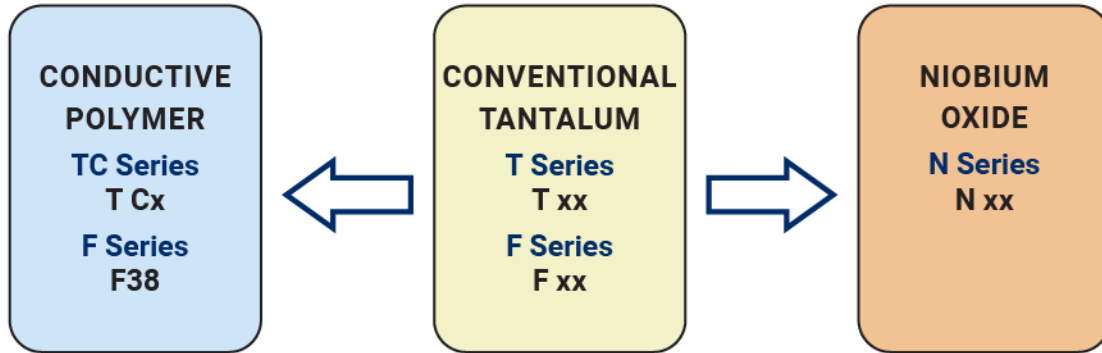 CONDUCTIVE
POLYMER
TC Series
T Cx
F Series
F38
CONVENTIONAL
TANTALUM
T Series
T xx
F Series
F xx
NIOBIUM
OXIDE
N Series
N xx